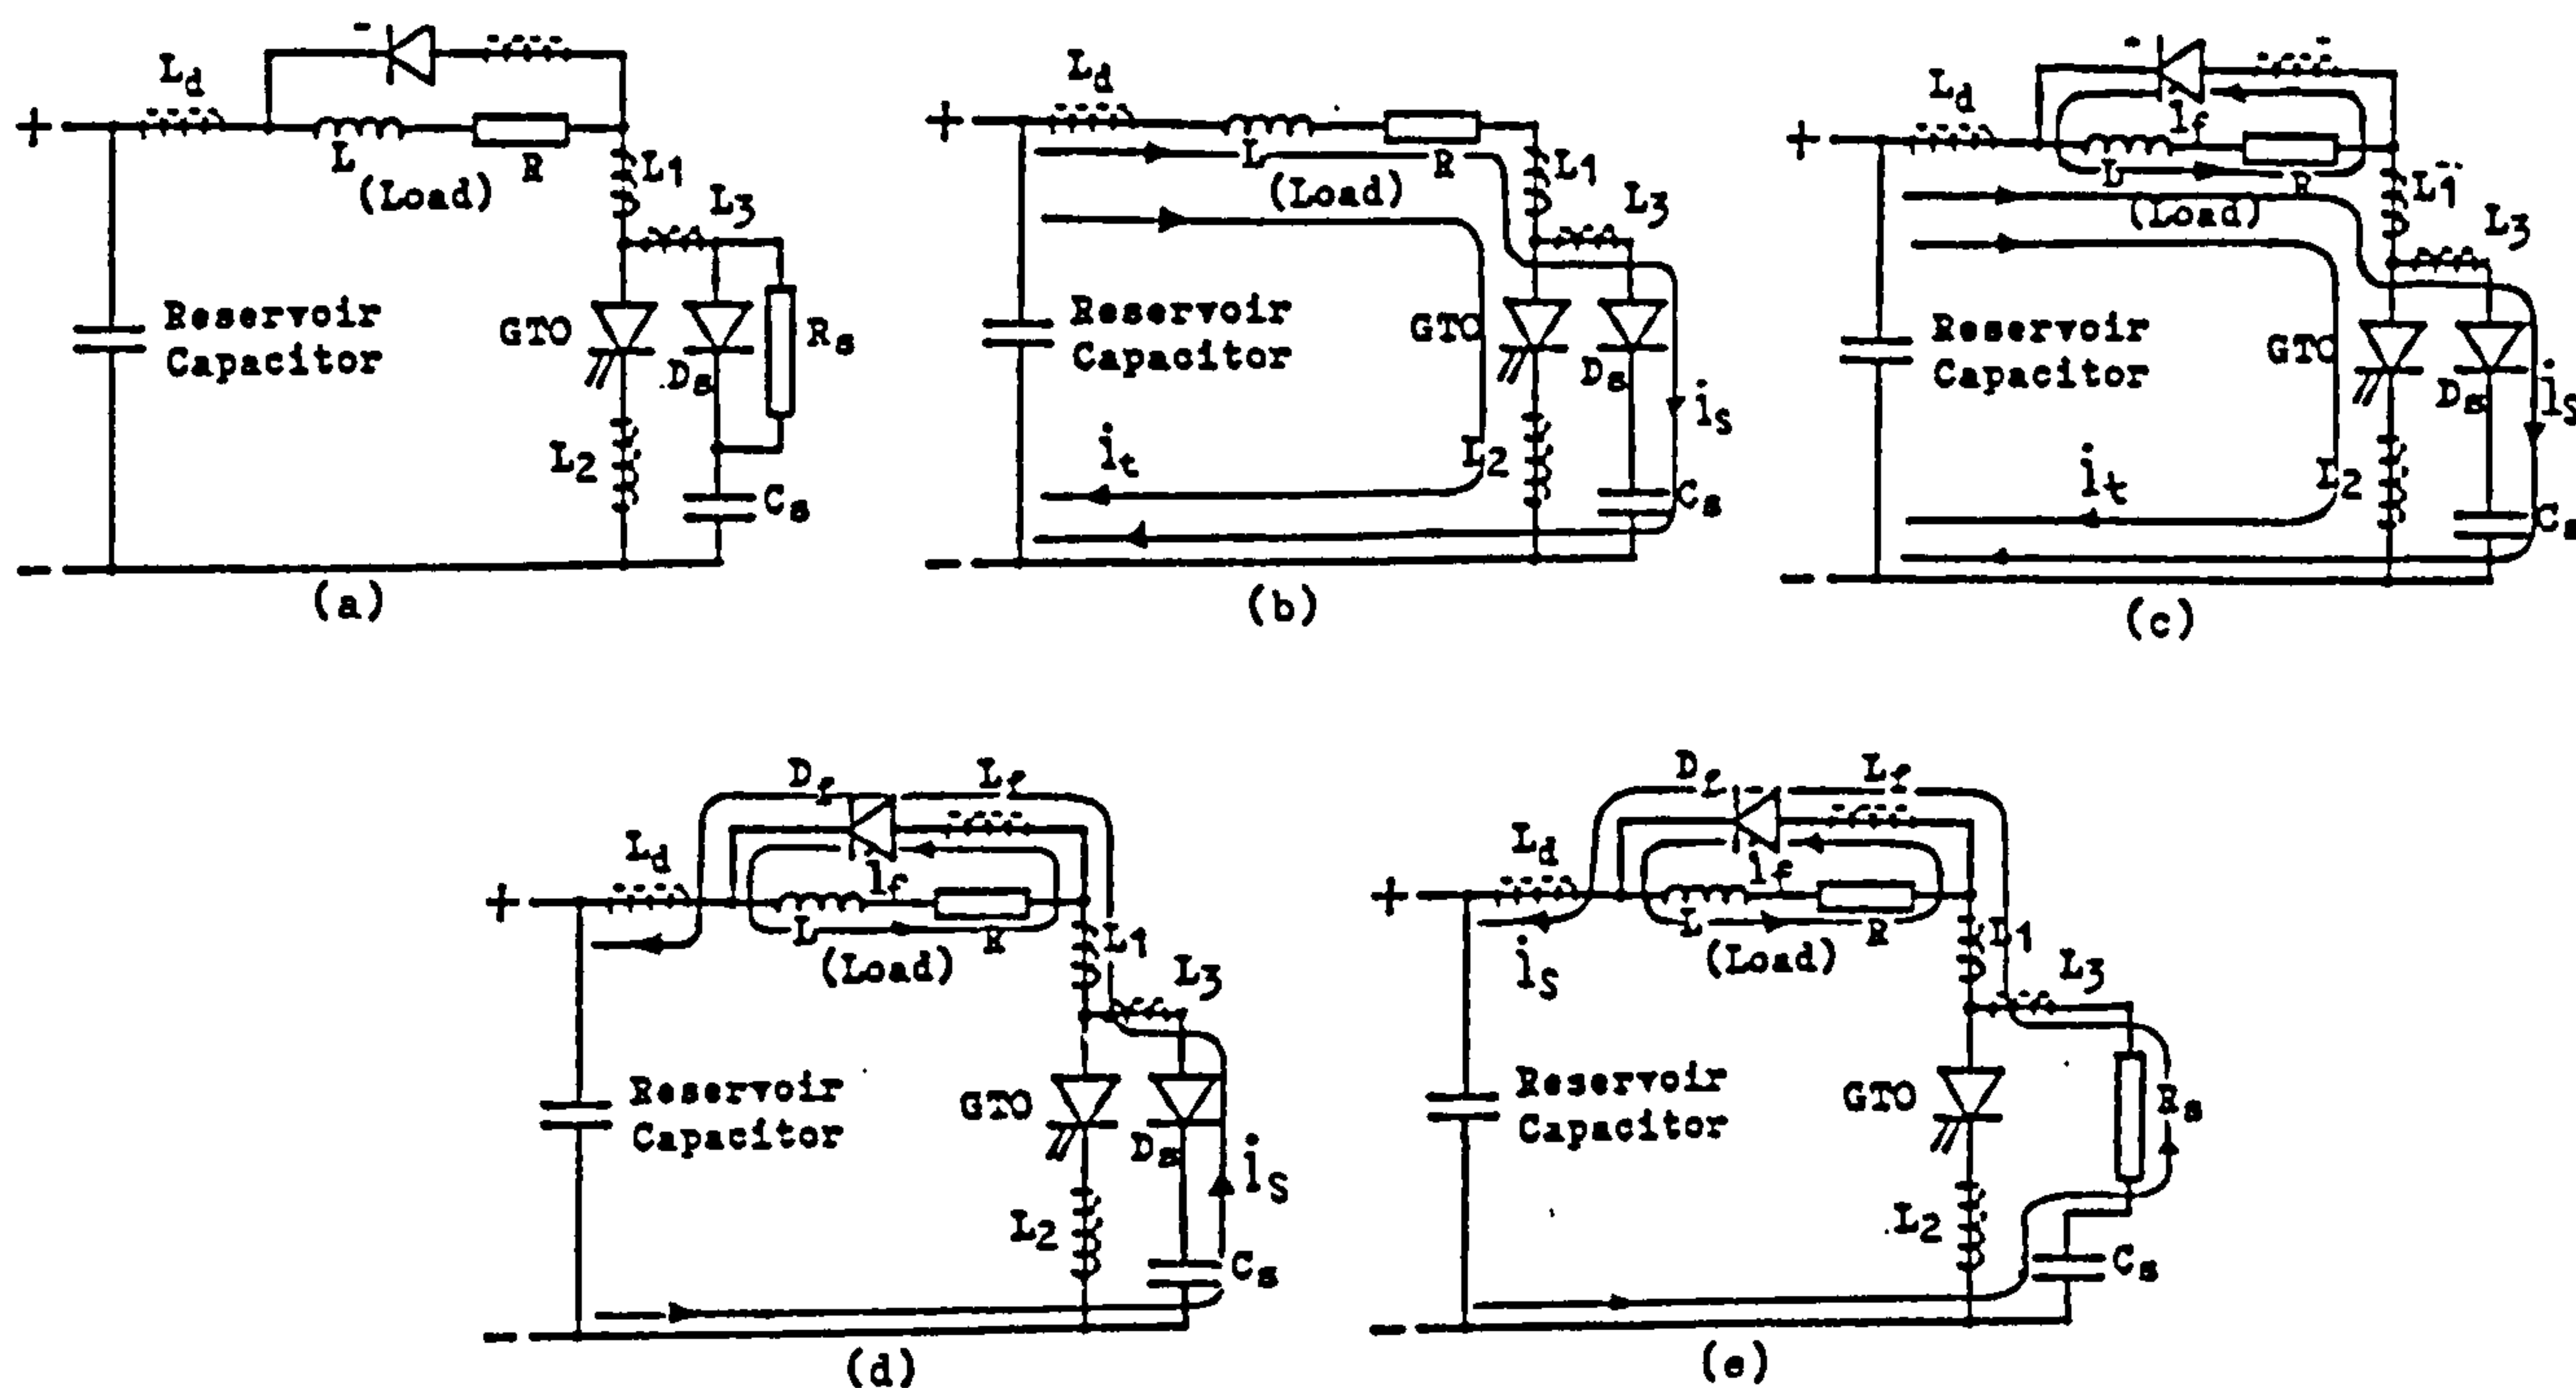 L_d
+
L
R
(Load)
L1
L3
Reservoir
Capacitor
GTO
D_s
R_s
L2
C_s
-
(a)
L_d
+
L
R
(Load)
L1
L3
Reservoir
Capacitor
GTO
D_s
i_s
i_t
L2
C_s
-
(b)
L_d
+
i_f
L
R
(Load)
L1
L3
Reservoir
Capacitor
GTO
D_s
i_s
i_t
L2
C_s
-
(c)
D_f
L_f
L_d
i_f
+
L
R
(Load)
L1
L3
Reservoir
Capacitor
GTO
D_s
i_s
L2
C_s
-
(d)
D_f
L_f
L_d
i_f
+
L
R
i_s
(Load)
L1
L3
Reservoir
Capacitor
GTO
R_s
L2
C_s
-
(e)